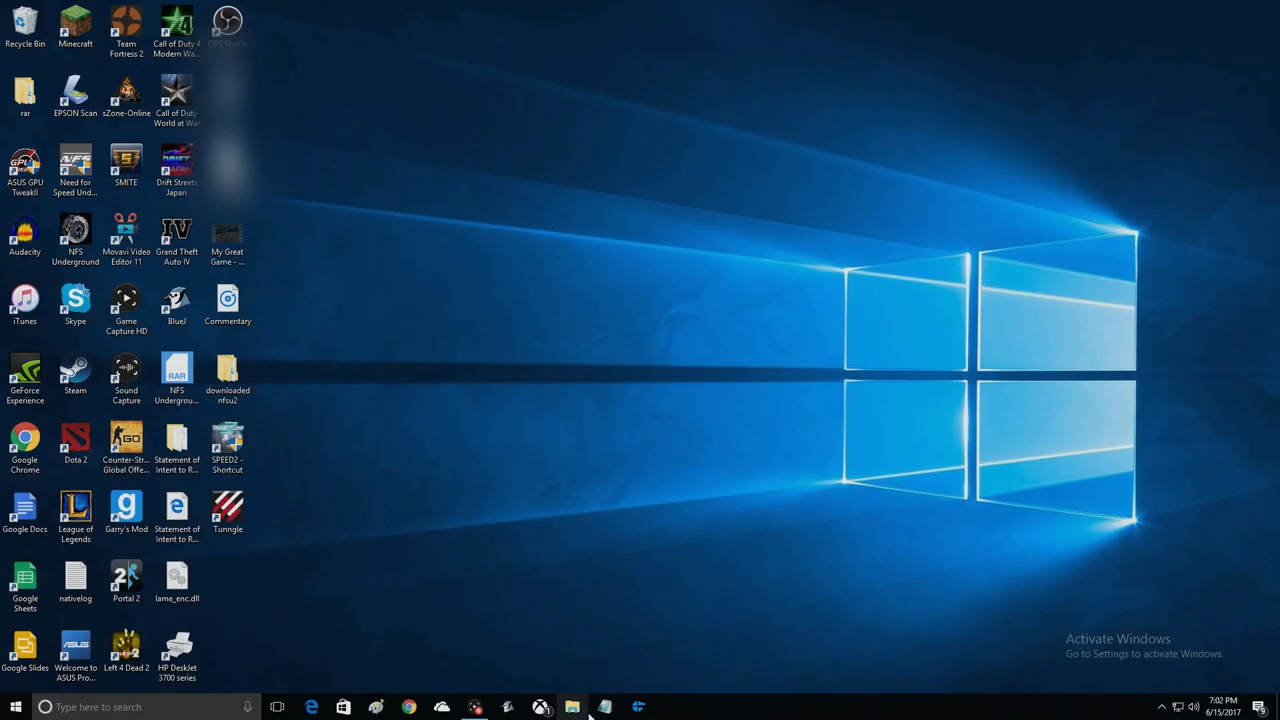 Recycle Bin
Minecraft
Team
Fortress 2
Call of Duty 4
Modern Wa...
OBS Studio
rar
EPSON Scan
sZone-Online
Call of Duty
World at War
ASUS GPU
TweakII
Need for
Speed Und...
SMITE
Drift Streets
Japan
Audacity
NFS
Underground
Movavi Video
Editor 11
Grand Theft
Auto IV
My Great
Game - ...
iTunes
Skype
Game
Capture HD
BlueJ
Commentary
GeForce
Experience
Steam
Sound
Capture
RAR
NFS
Undergrou...
downloaded
nfsu2
Google
Chrome
Dota 2
Counter-Str...
Global Offe...
Statement of
Intent to R...
SPEED2 -
Shortcut
Google Docs
League of
Legends
Garry's Mod
Statement of
Intent to R...
Tunngle
Google
Sheets
nativelog
Portal 2
lame_enc.dll
Google Slides
Welcome to
ASUS Pro...
Left 4 Dead 2
HP DeskJet
3700 series
Activate Windows
Go to Settings to activate Windows.
Type here to search
7:02 PM
6/15/2017